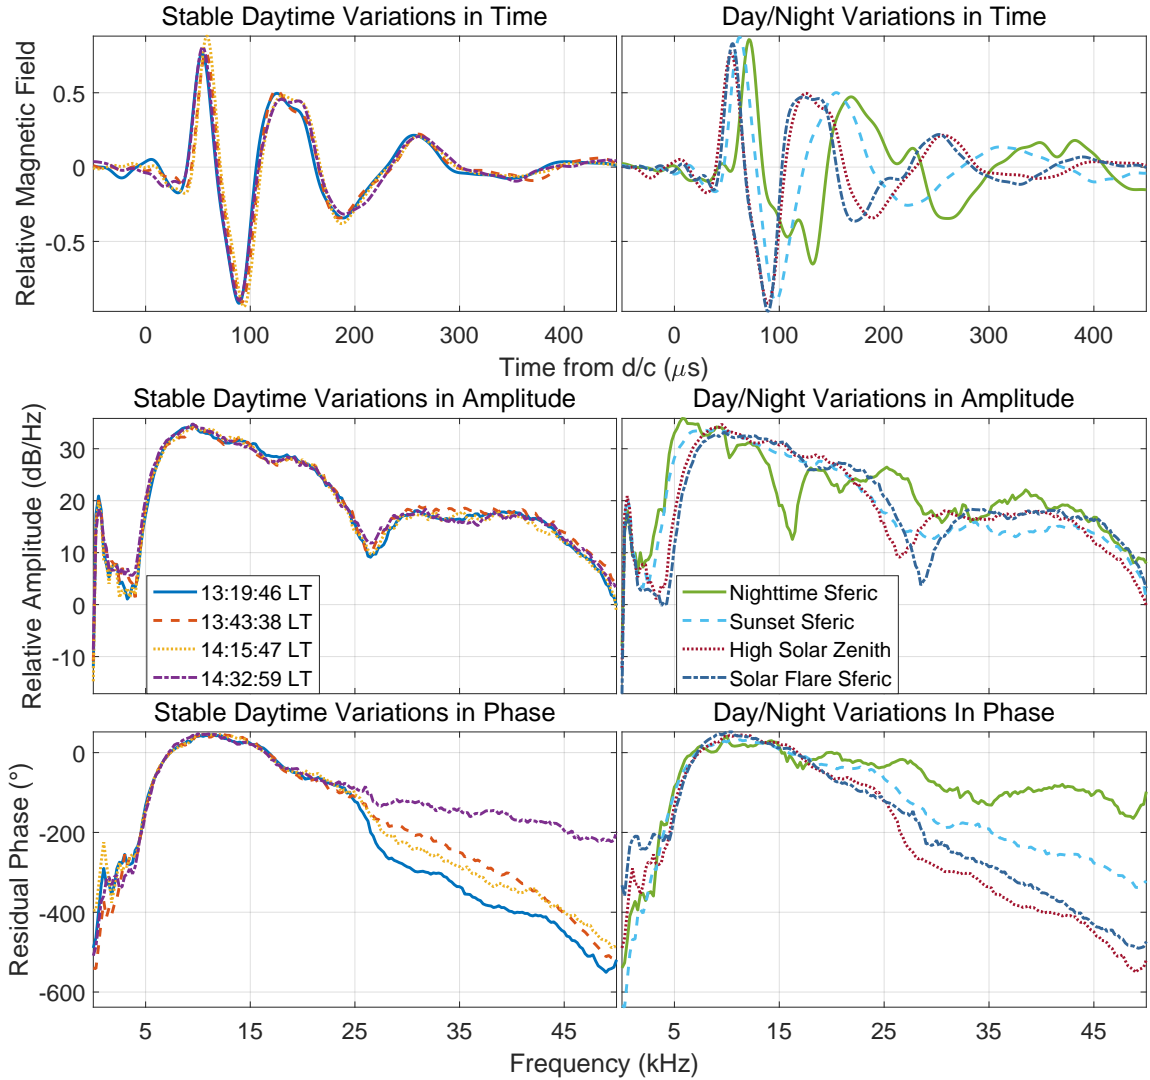 Stable Daytime Variations in Time
Day/Night Variations in Time
Relative Magnetic Field
0.5
0
-0.5
0
100
200
300
400
0
100
200
300
400
Time from d/c (μs)
Stable Daytime Variations in Amplitude
Day/Night Variations in Amplitude
Relative Amplitude (dB/Hz)
30
20
10
0
-10
13:19:46 LT
13:43:38 LT
14:15:47 LT
14:32:59 LT
Nighttime Sferic
Sunset Sferic
High Solar Zenith
Solar Flare Sferic
Stable Daytime Variations in Phase
Day/Night Variations In Phase
Residual Phase (°)
0
-200
-400
-600
5
15
25
35
45
5
15
25
35
45
Frequency (kHz)